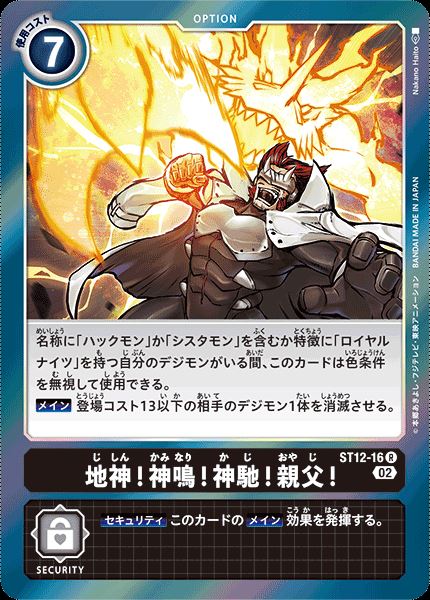 使用コスト
7
OPTION
Nakano Haito
©本郷あきよし・フジテレビ・東映アニメーション BANDAI MADE IN JAPAN
名称に「ハックモン」か「シスタモン」を含むか特徴に「ロイヤル
ナイツ」を持つ自分のデジモンがいる間、このカードは色条件
を無視して使用できる。
メイン 登場コスト13以下の相手のデジモン1体を消滅させる。
ST12-16 R
02
地神!神鳴!神馳!親父!
セキュリティ このカードの メイン 効果を発揮する。
SECURITY